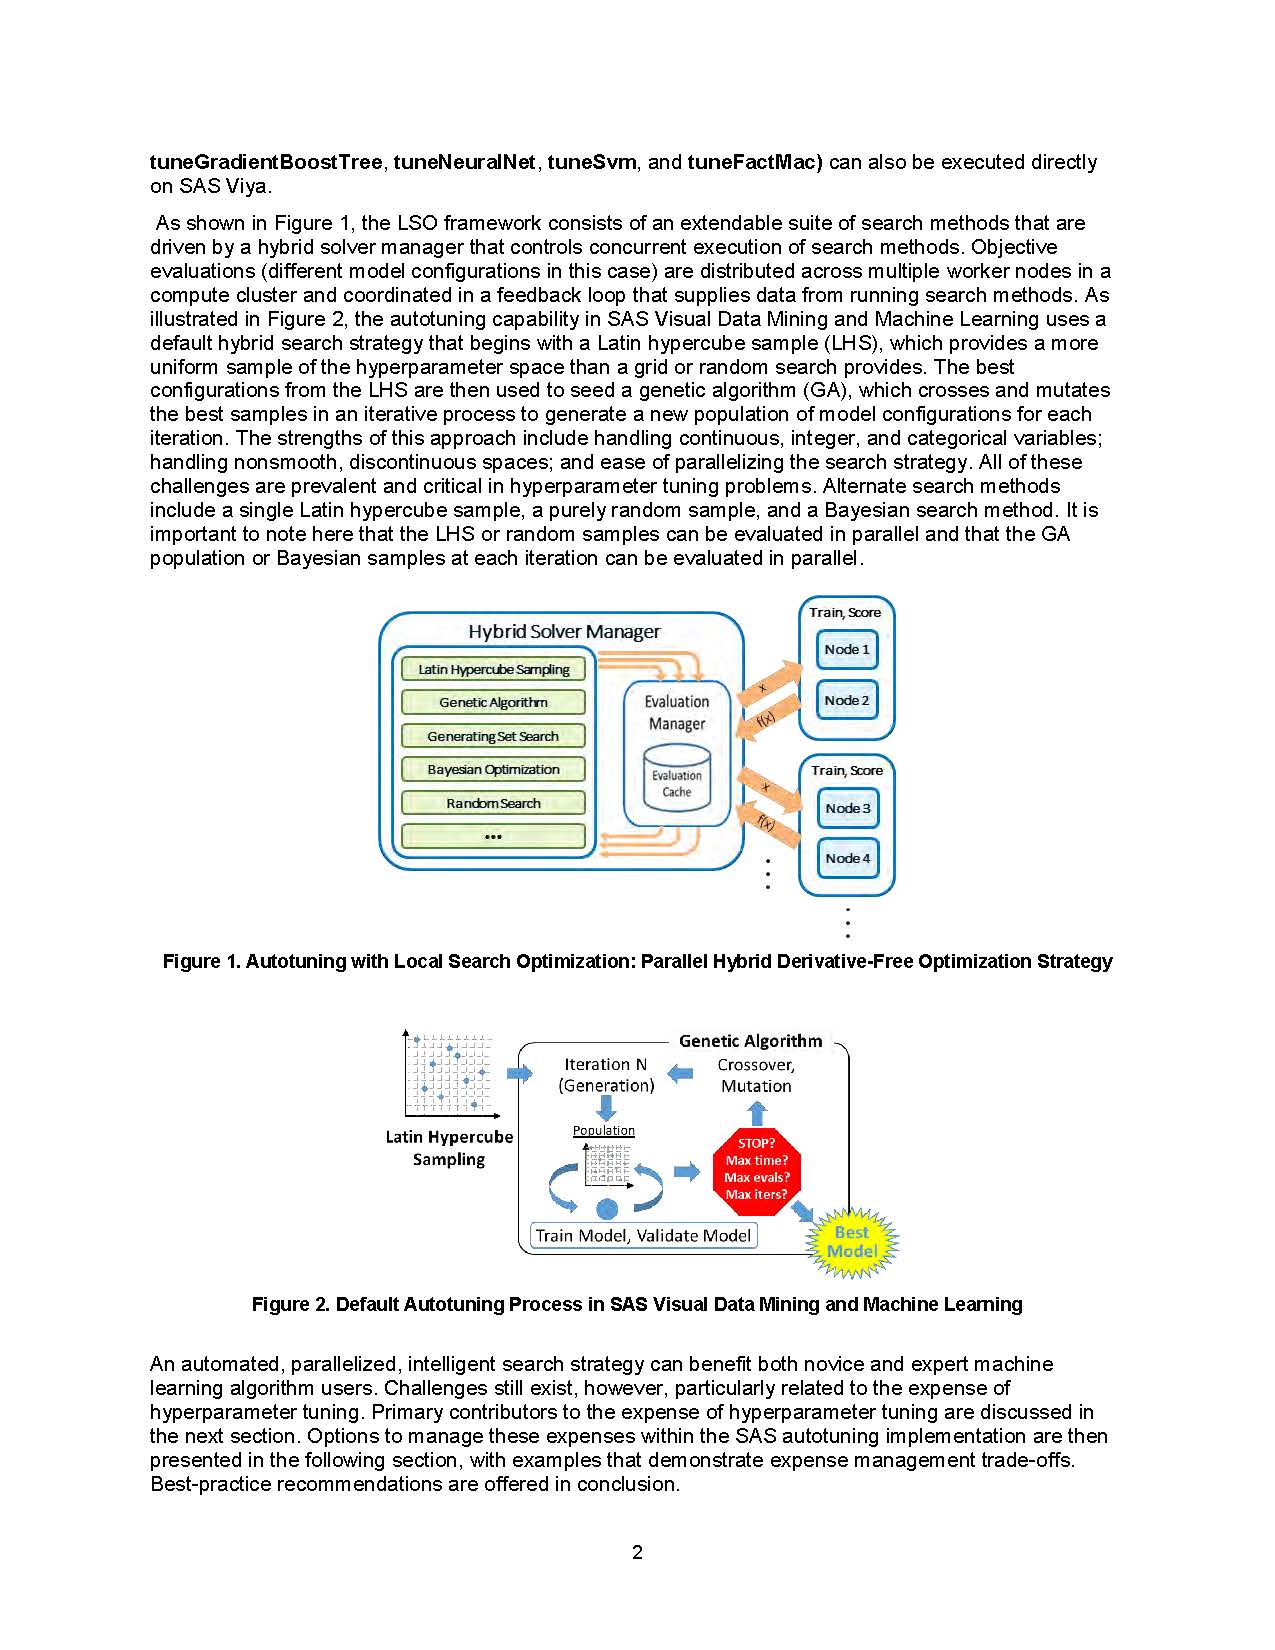 tuneGradientBoostTree, tuneNeuralNet, tuneSvm, and tuneFactMac) can also be executed directly
on SAS Viya.
As shown in Figure 1, the LSO framework consists of an extendable suite of search methods that are
driven by a hybrid solver manager that controls concurrent execution of search methods. Objective
evaluations (different model configurations in this case) are distributed across multiple worker nodes in a
compute cluster and coordinated in a feedback loop that supplies data from running search methods. As
illustrated in Figure 2, the autotuning capability in SAS Visual Data Mining and Machine Learning uses a
default hybrid search strategy that begins with a Latin hypercube sample (LHS), which provides a more
uniform sample of the hyperparameter space than a grid or random search provides. The best
configurations from the LHS are then used to seed a genetic algorithm (GA), which crosses and mutates
the best samples in an iterative process to generate a new population of model configurations for each
iteration. The strengths of this approach include handling continuous, integer, and categorical variables;
handling nonsmooth, discontinuous spaces; and ease of parallelizing the search strategy. All of these
challenges are prevalent and critical in hyperparameter tuning problems. Alternate search methods
include a single Latin hypercube sample, a purely random sample, and a Bayesian search method. It is
important to note here that the LHS or random samples can be evaluated in parallel and that the GA
population or Bayesian samples at each iteration can be evaluated in parallel.
Hybrid Solver Manager
Latin Hypercube Sampling
Genetic Algorithm
Generating Set Search
Bayesian Optimization
Random Search
...
Evaluation
Manager
Evaluation
Cache
x
f(x)
x
f(x)
Train, Score
Node 1
Node 2
Train, Score
Node 3
Node 4
Figure 1. Autotuning with Local Search Optimization: Parallel Hybrid Derivative-Free Optimization Strategy
Latin Hypercube
Sampling
Genetic Algorithm
Iteration N
(Generation)
Crossover,
Mutation
Population
STOP?
Max time?
Max evals?
Max iters?
Train Model, Validate Model
Best
Model
Figure 2. Default Autotuning Process in SAS Visual Data Mining and Machine Learning
An automated, parallelized, intelligent search strategy can benefit both novice and expert machine
learning algorithm users. Challenges still exist, however, particularly related to the expense of
hyperparameter tuning. Primary contributors to the expense of hyperparameter tuning are discussed in
the next section. Options to manage these expenses within the SAS autotuning implementation are then
presented in the following section, with examples that demonstrate expense management trade-offs.
Best-practice recommendations are offered in conclusion.
2